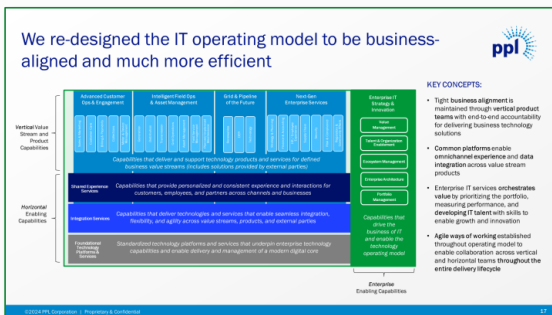 We re-designed the IT operating model to be business-
aligned and much more efficient
ppl
Advanced Customer
Ops & Engagement
Intelligent Field Ops
& Asset Management
Grid & Pipeline
of the Future
Next-Gen
Enterprise Services
Enterprise IT
Strategy &
Innovation
Vertical Value
Stream and
Product
Capabilities
Capabilities that deliver and support technology products and services for defined
business value streams (includes solutions provided by external parties)
Value
Management
Talent & Organization
Enablement
Ecosystem Management
Enterprise Architecture
Portfolio
Management
Horizontal
Enabling
Capabilities
Shared Experience
Services
Capabilities that provide personalized and consistent experience and interactions for
customers, employees, and partners across channels and businesses
Integration Services
Capabilities that deliver technologies and services that enable seamless integration,
flexibility, and agility across value streams, products, and external parties
Foundational
Technology
Platforms &
Services
Standardized technology platforms and services that underpin enterprise technology
capabilities and enable delivery and management of a modern digital core
Capabilities that
drive the
business of IT
and enable the
technology
operating model
Enterprise
Enabling Capabilities
KEY CONCEPTS:
• Tight business alignment is
maintained through vertical product
teams with end-to-end accountability
for delivering business technology
solutions
• Common platforms enable
omnichannel experience and data
integration across value stream
products
• Enterprise IT services orchestrates
value by prioritizing the portfolio,
measuring performance, and
developing IT talent with skills to
enable growth and innovation
• Agile ways of working established
throughout operating model to
enable collaboration across vertical
and horizontal teams throughout the
entire delivery lifecycle
©2024 PPL Corporation | Proprietary & Confidential
17